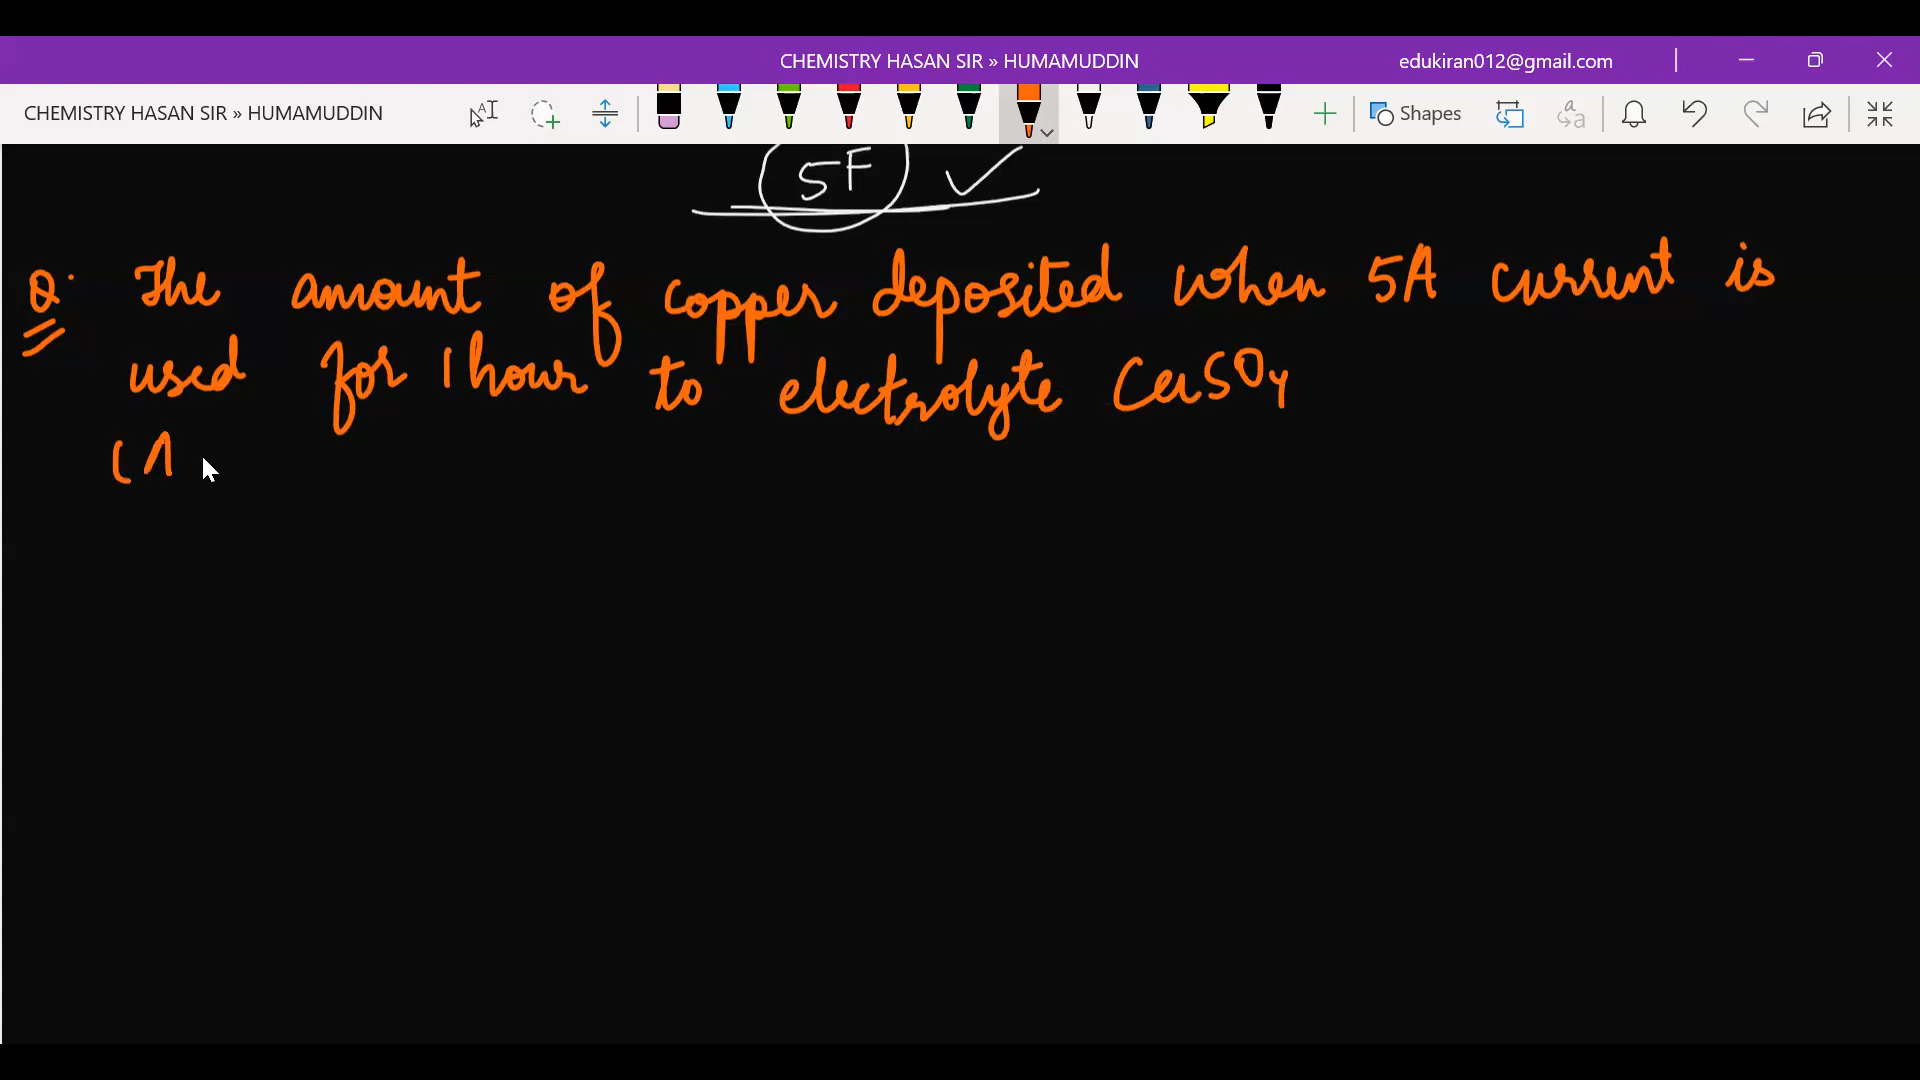 CHEMISTRY HASAN SIR » HUMAMUDDIN edukiran012@gmail.com
CHEMISTRY HASAN SIR » HUMAMUDDIN Shapes
5F
Q. The amount of copper deposited when 5A current is
used for 1 hour to electrolyte CuSO4
(A